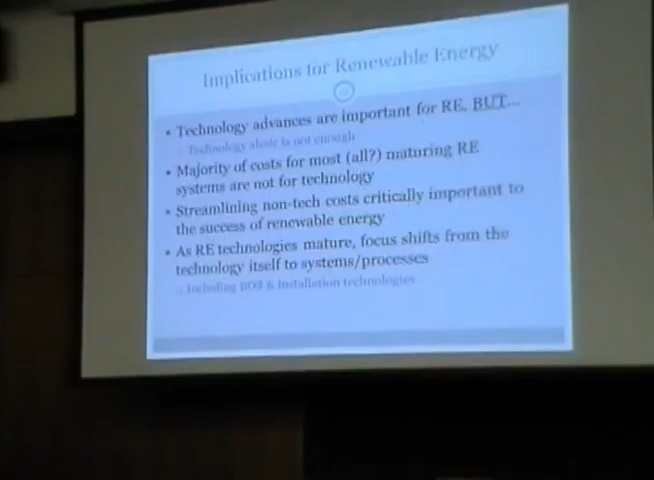 Implications for Renewable Energy
• Technology advances are important for RE, BUT...
Technology alone is not enough
• Majority of costs for most (all?) maturing RE
systems are not for technology
• Streamlining non-tech costs critically important to
the success of renewable energy
• As RE technologies mature, focus shifts from the
technology itself to systems/processes
Including BOS & installation technologies